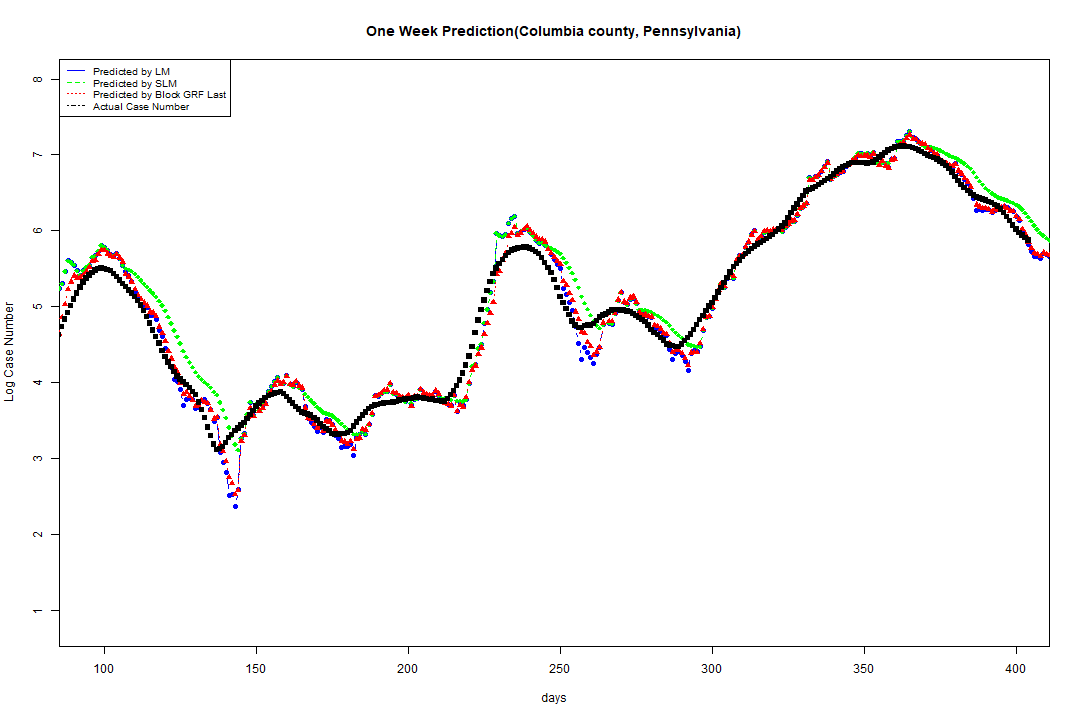 One Week Prediction(Columbia county, Pennsylvania)
Predicted by LM
Predicted by SLM
Predicted by Block GRF Last
Actual Case Number
Log Case Number
8
7
6
5
4
3
2
1
100 150 200 250 300 350 400
days